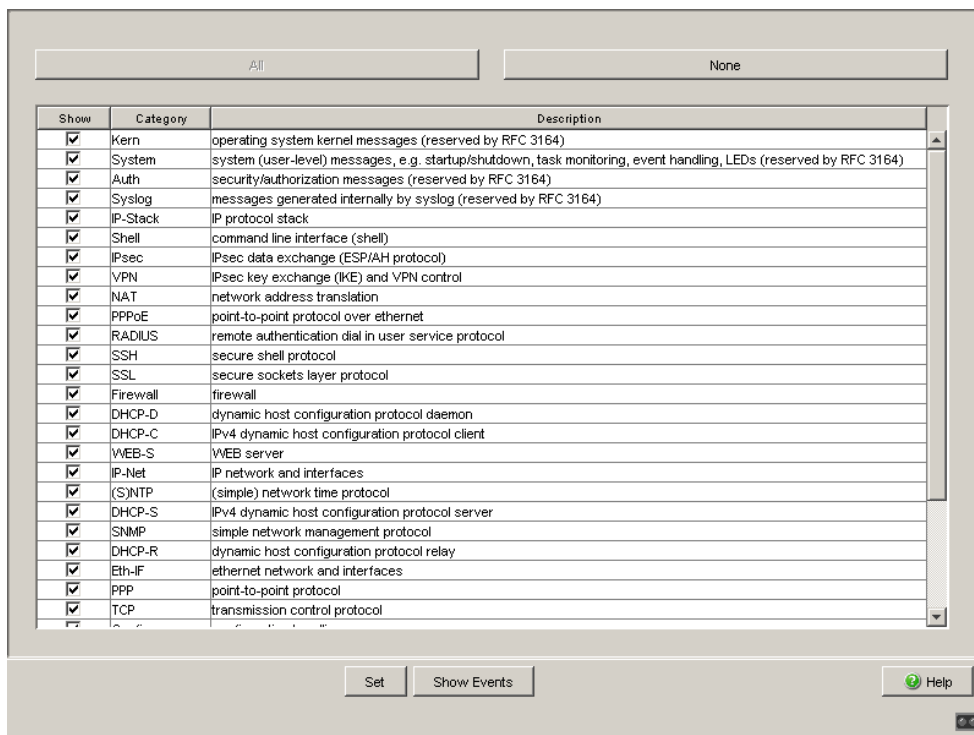 All None
Show Category Description
Kern operating system kernel messages (reserved by RFC 3164)
System system (user-level) messages, e.g. startup/shutdown, task monitoring, event handling, LEDs (reserved by RFC 3164)
Auth security/authorization messages (reserved by RFC 3164)
Syslog messages generated internally by syslog (reserved by RFC 3164)
IP-Stack IP protocol stack
Shell command line interface (shell)
IPsec IPsec data exchange (ESP/AH protocol)
VPN IPsec key exchange (IKE) and VPN control
NAT network address translation
PPPoE point-to-point protocol over ethernet
RADIUS remote authentication dial in user service protocol
SSH secure shell protocol
SSL secure sockets layer protocol
Firewall firewall
DHCP-D dynamic host configuration protocol daemon
DHCP-C IPv4 dynamic host configuration protocol client
WEB-S WEB server
IP-Net IP network and interfaces
(S)NTP (simple) network time protocol
DHCP-S IPv4 dynamic host configuration protocol server
SNMP simple network management protocol
DHCP-R dynamic host configuration protocol relay
Eth-IF ethernet network and interfaces
PPP point-to-point protocol
TCP transmission control protocol
Set Show Events Help